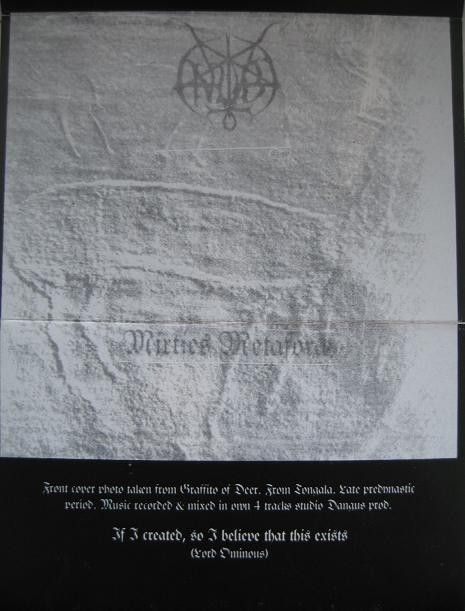 Mirties Metafora
Front cover photo taken from Graffito of Deer. From Tongala. Late predynastic
period. Music recorded & mixed in own 4 tracks studio Dangus prod.
If I created, so I believe that this exists
(Lord Ominous)